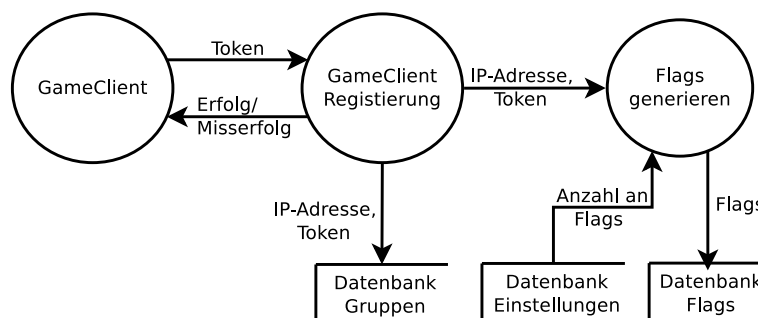 GameClient
Token
Erfolg/
Misserfolg
GameClient
Registierung
IP-Adresse,
Token
Flags
generieren
IP-Adresse,
Token
Anzahl an
Flags
Flags
Datenbank
Gruppen
Datenbank
Einstellungen
Datenbank
Flags